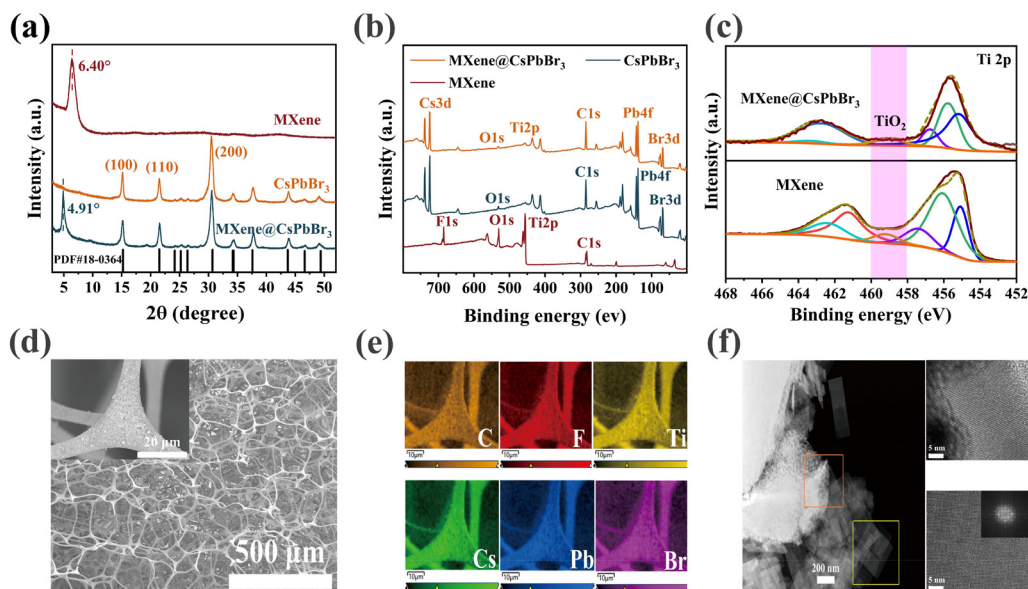 (a)
6.40°
MXene
(100)
(110)
(200)
CsPbBr3
4.91°
MXene@CsPbBr3
PDF#18-0364
5 10 15 20 25 30 35 40 45 50
2θ (degree)
Intensity (a.u.)
(b)
MXene@CsPbBr3
CsPbBr3
MXene
Cs3d
O1s
Ti2p
C1s
Pb4f
Br3d
O1s
C1s
Pb4f
Br3d
F1s
O1s
Ti2p
C1s
700 600 500 400 300 200 100
Binding energy (ev)
Intensity (a.u.)
(c)
Ti 2p
MXene@CsPbBr3
TiO2
MXene
468 466 464 462 460 458 456 454 452
Binding energy (eV)
Intensity (a.u.)
(d)
20 μm
500 μm
(e)
C
F
Ti
10μm
10μm
10μm
Cs
Pb
Br
10μm
10μm
10μm
(f)
200 nm
5 nm
5 nm